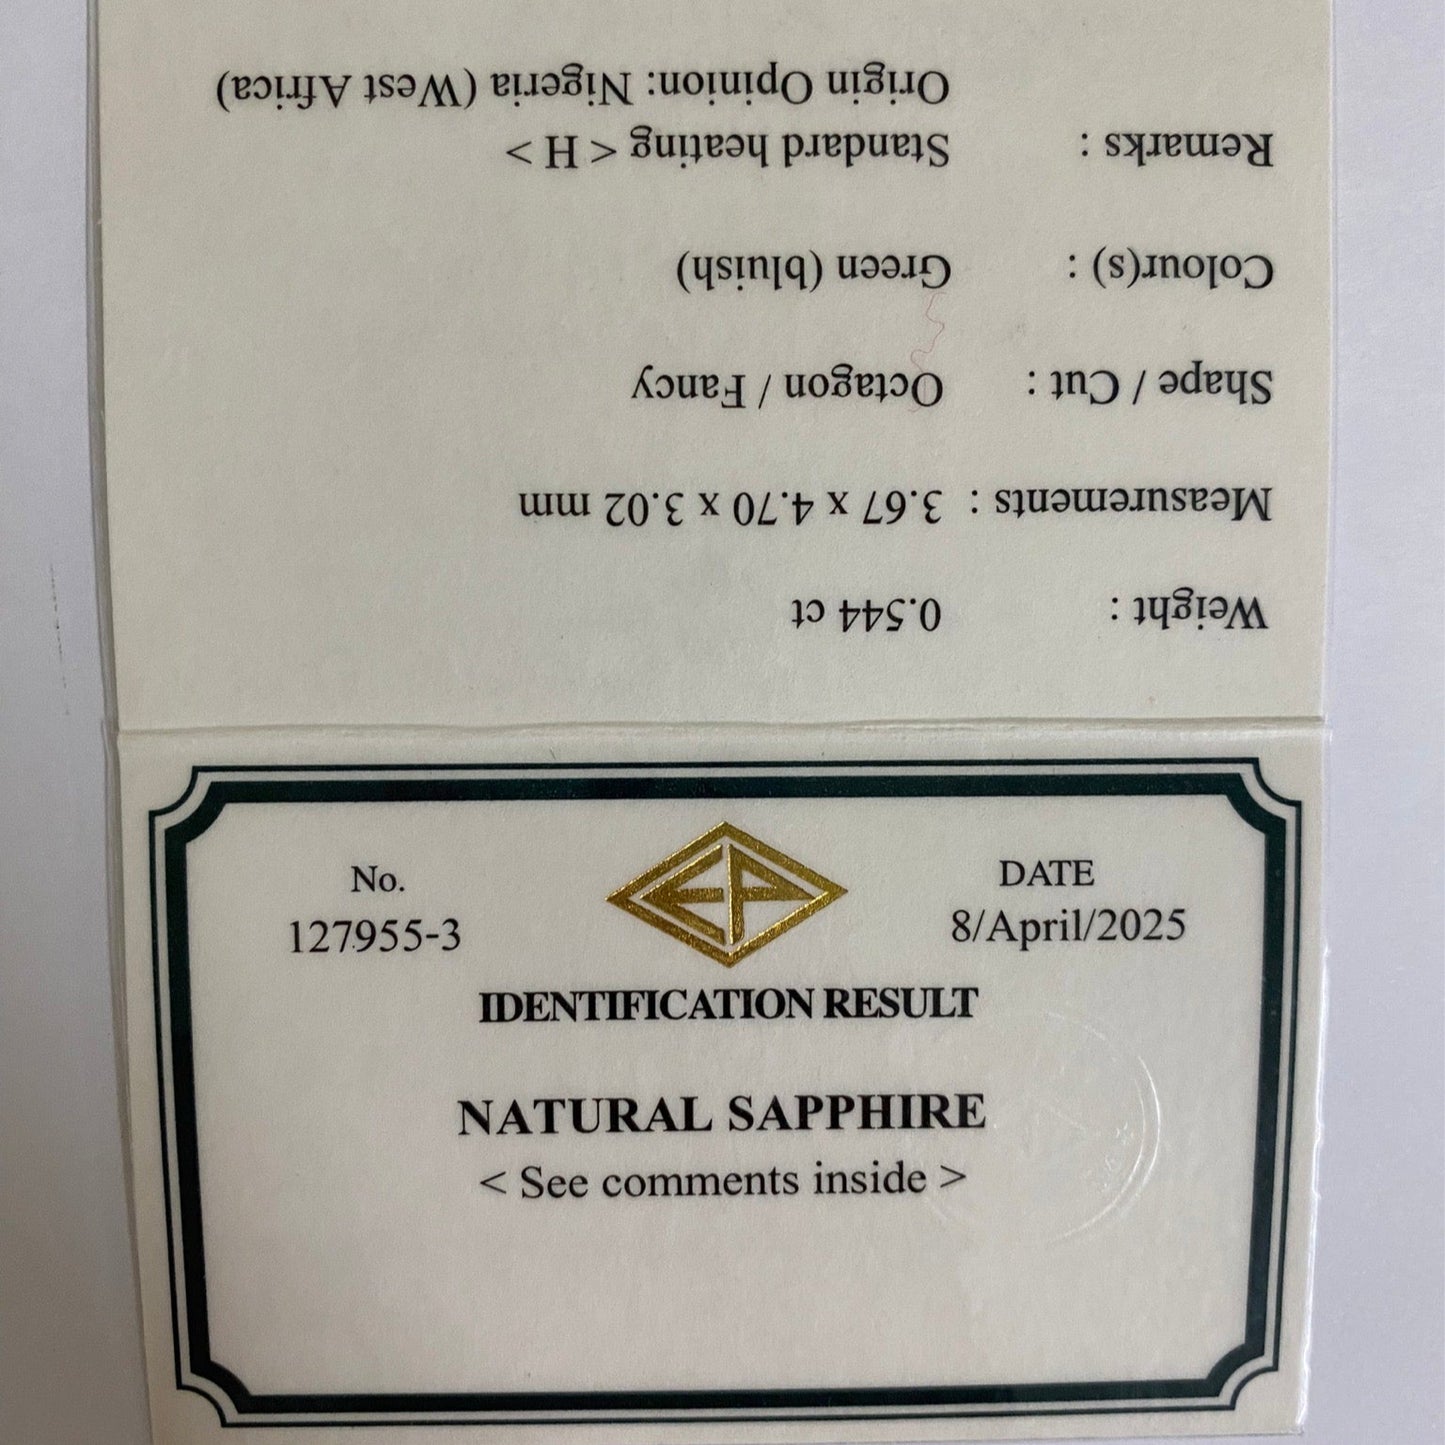 No.
127955-3
EP
DATE
8/April/2025
IDENTIFICATION RESULT
NATURAL SAPPHIRE
< See comments inside >
Weight : 0.544 ct
Measurements : 3.67 x 4.70 x 3.02 mm
Shape / Cut : Octagon / Fancy
Colour(s) : Green (bluish)
Remarks : Standard heating < H >
Origin Opinion: Nigeria (West Africa)